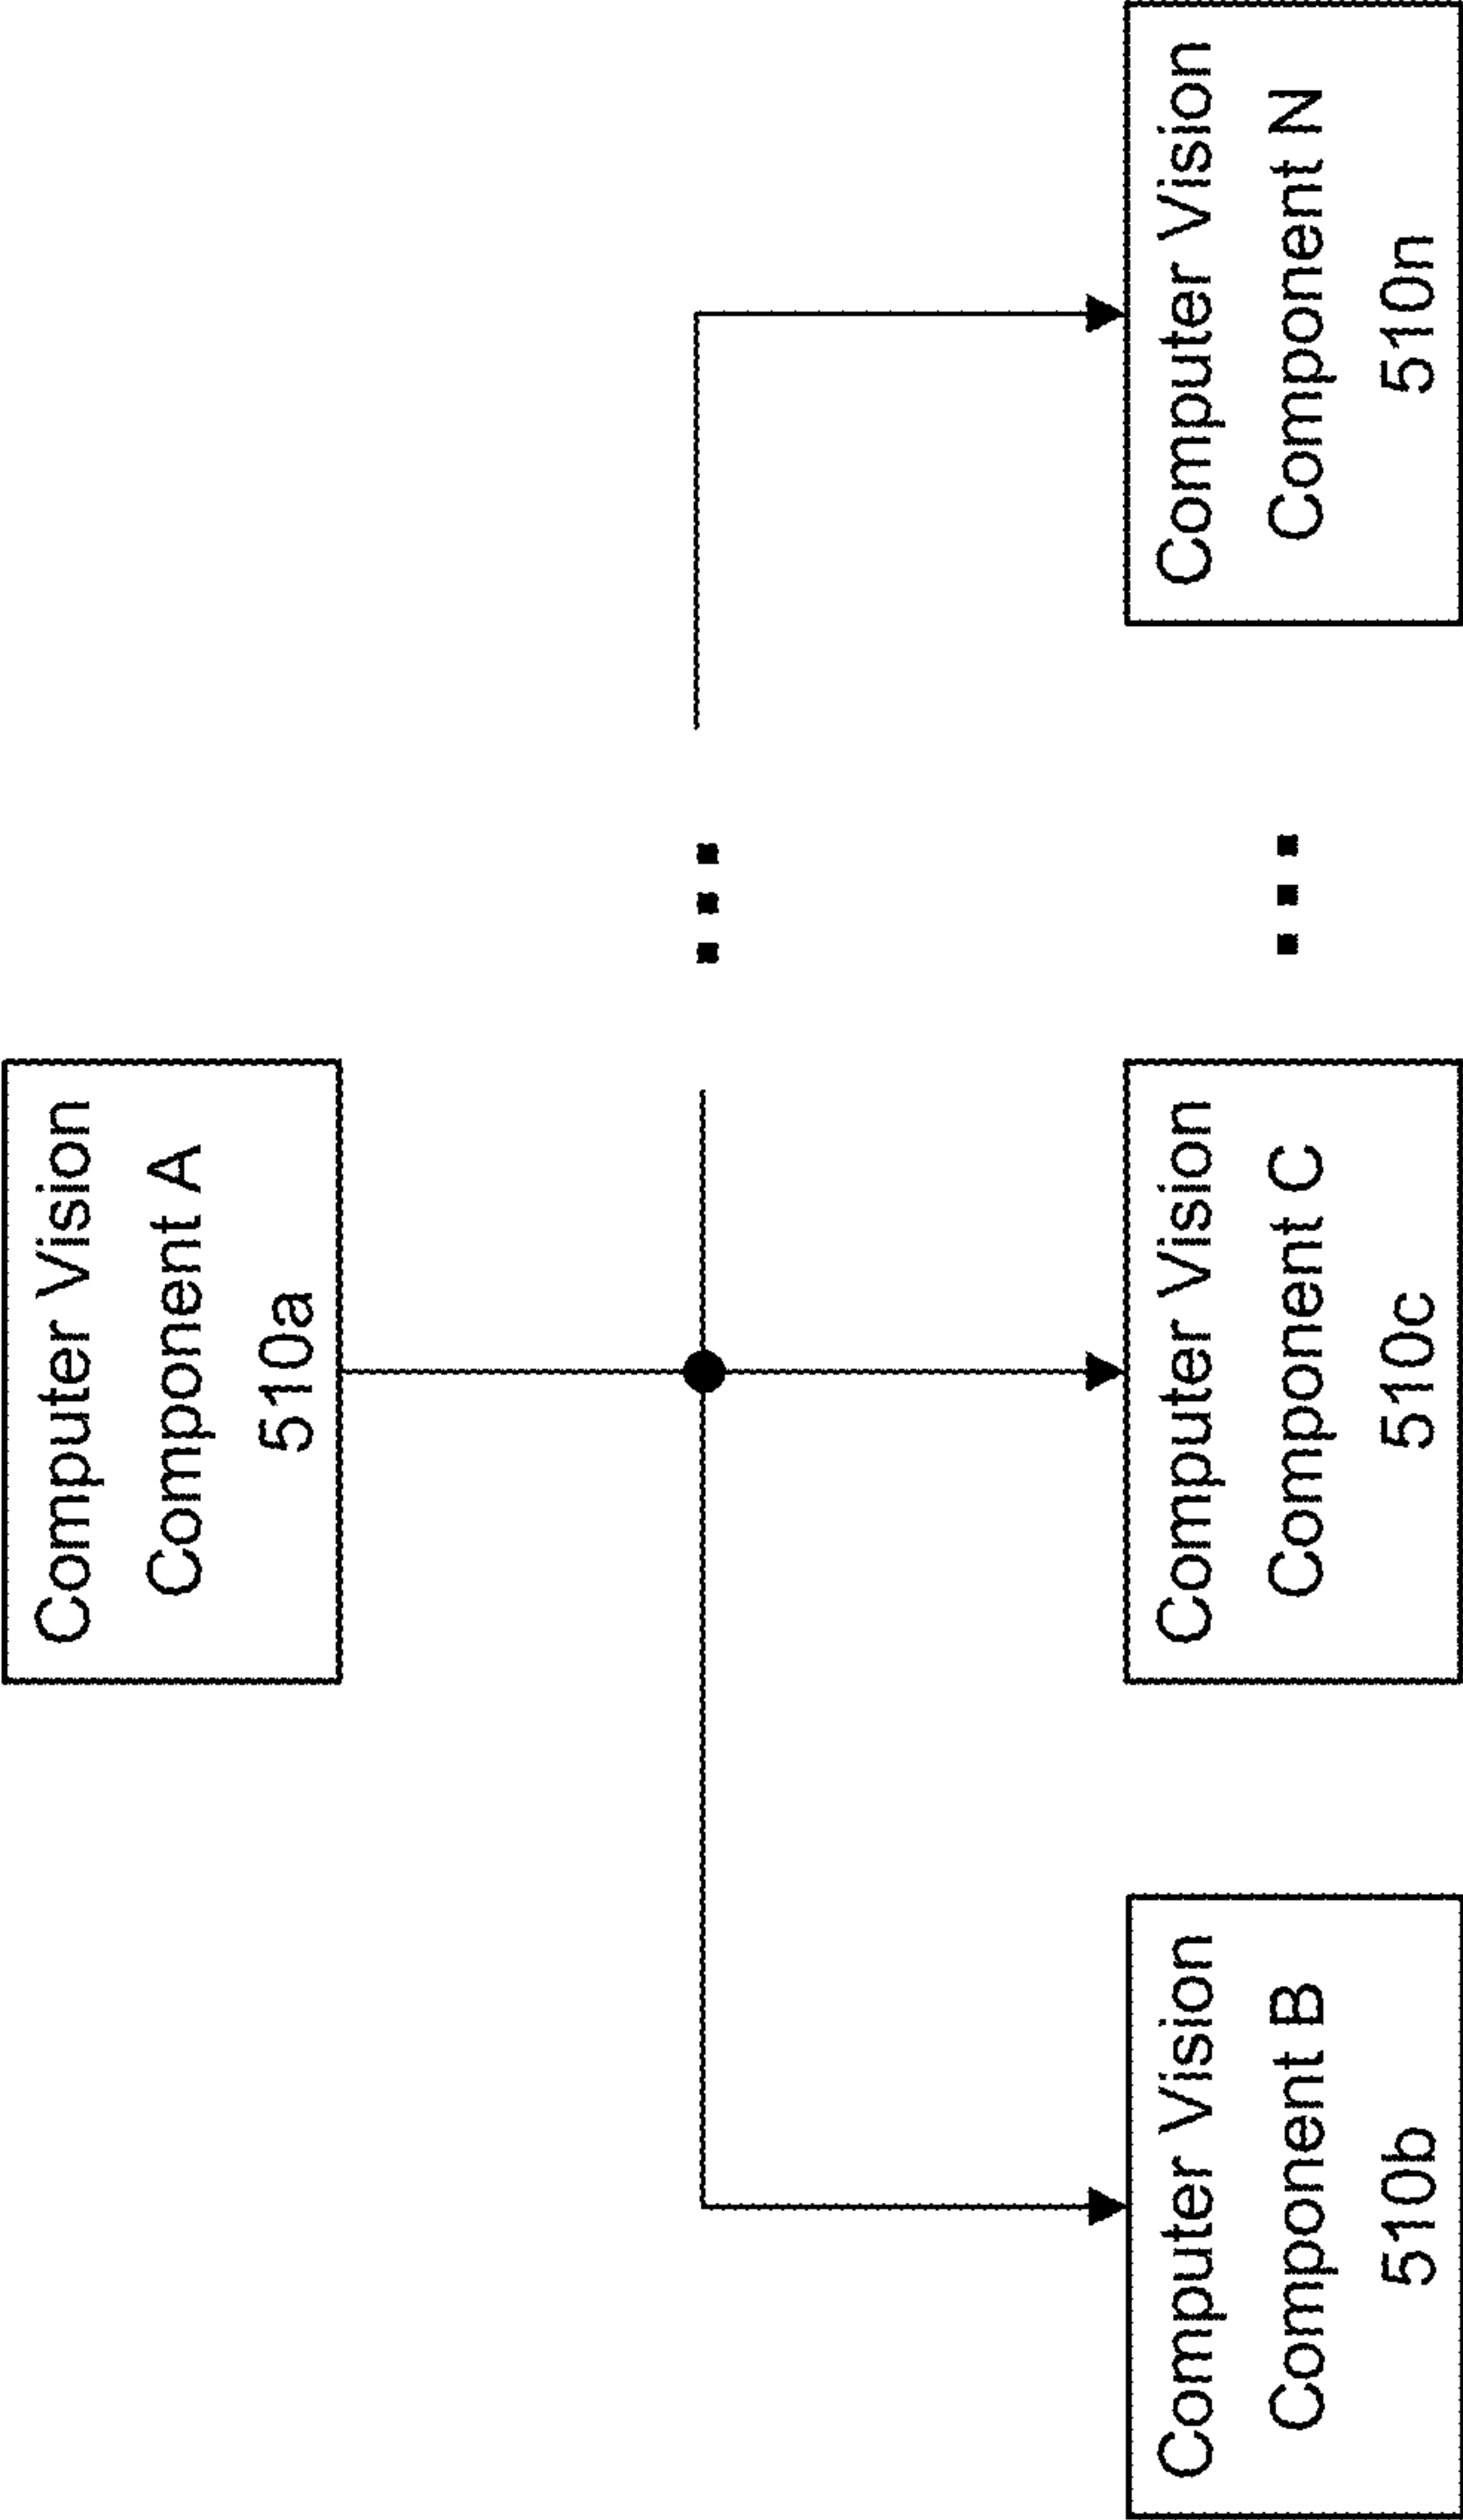 Computer Vision
Component A
510a
Computer Vision
Component B
510b
Computer Vision
Component C
510c
Computer Vision
Component N
510n